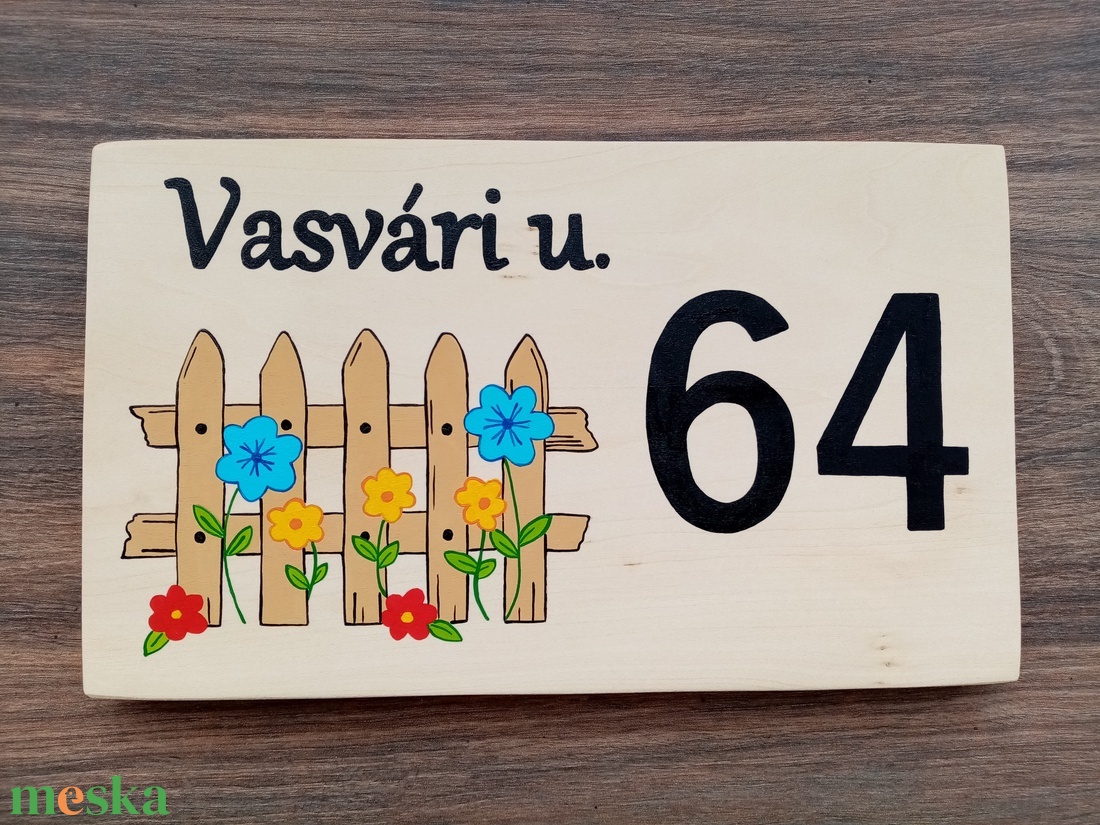 Vasvári u.
64
meska